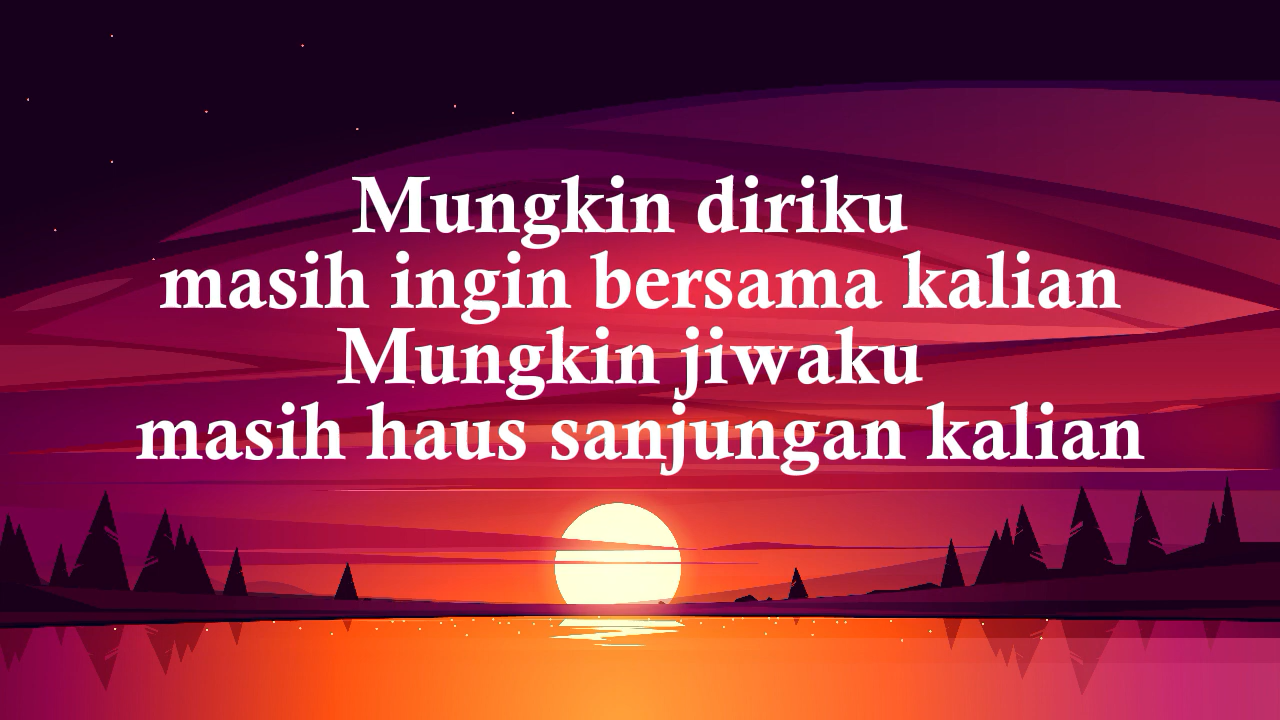 Mungkin diriku
masih ingin bersama kalian
Mungkin jiwaku
masih haus sanjungan kalian